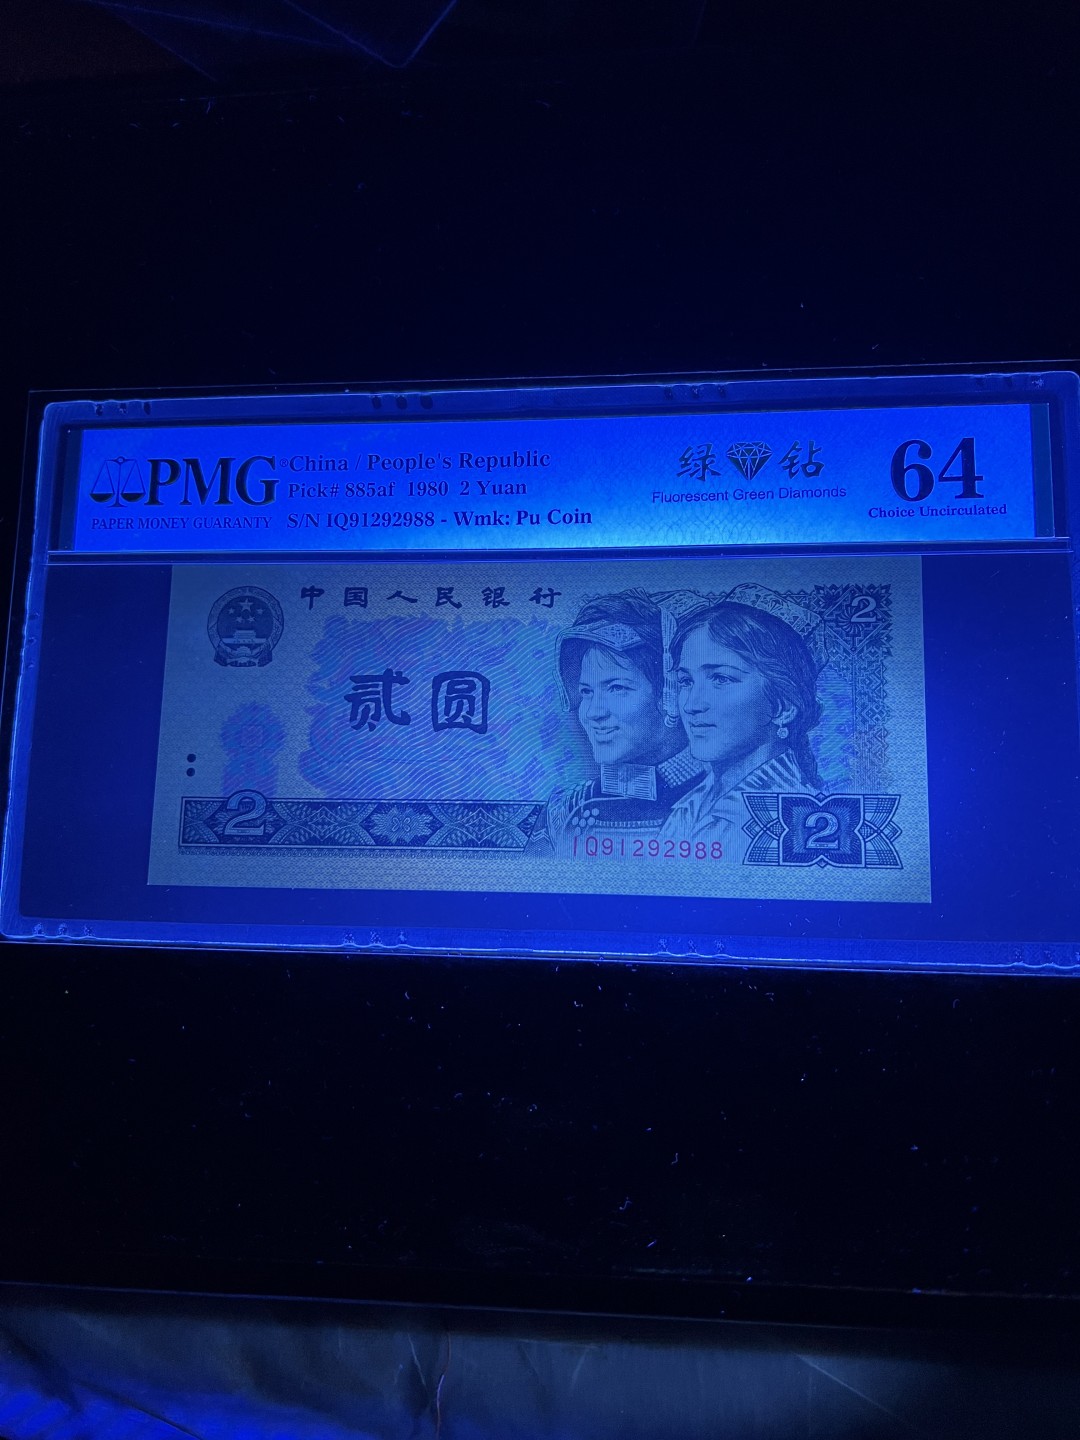 PMG
PAPER MONEY GUARANTY
®China / People's Republic
Pick# 885af 1980 2 Yuan
S/N IQ91292988 - Wmk: Pu Coin
绿钻
Fluorescent Green Diamonds
64
Choice Uncirculated
中国人民银行
2
贰圆
2
2
IQ91292988